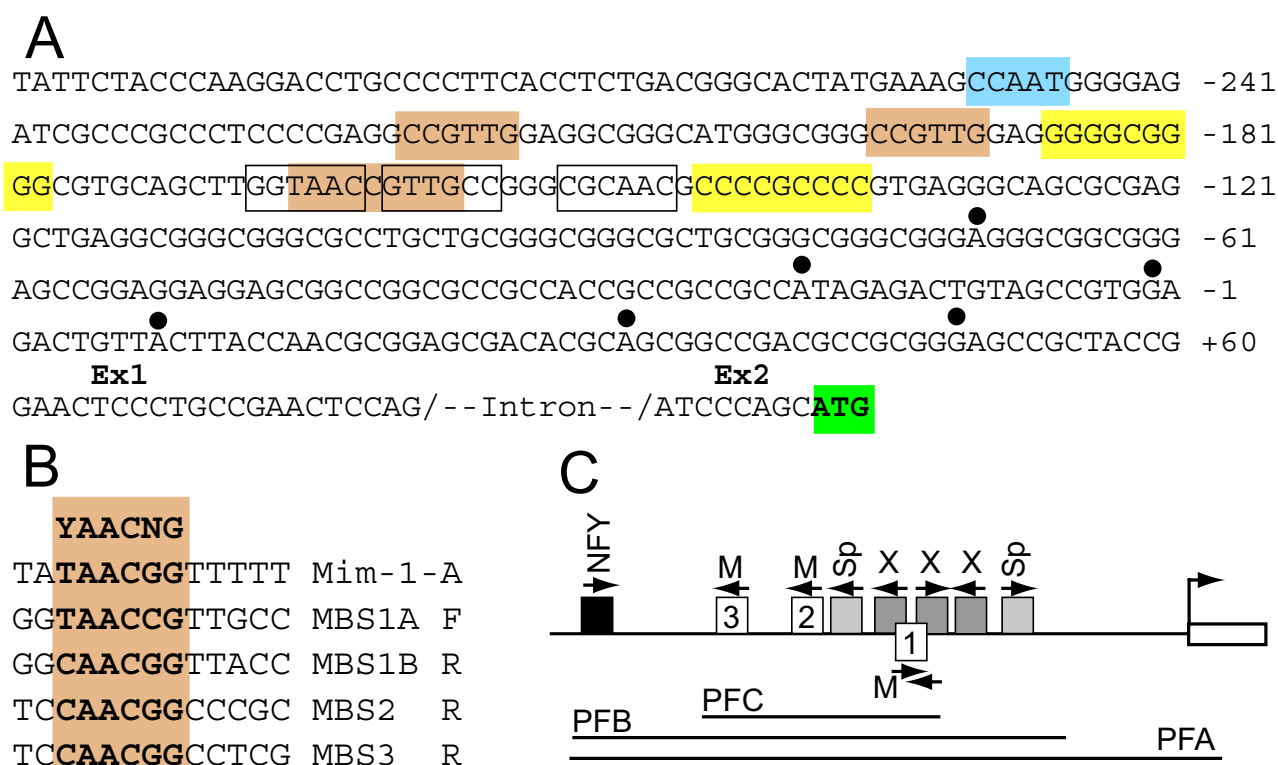 A
TATTCTACCCAAGGACCTGCCCCTTCACCTCTGACGGGCACTATGAAAGCCAATGGGGAG -241
ATCGCCCGCCCTCCCCGAGGCCGTTGGAGGCGGGCATGGGCGGGCCGTTGGAGGGGGCGG -181
GGCGTGCAGCTTGGTAACCGTTGCCGGGCGCAACGCCCCGCCCCGTGAGGGCAGCGCGAG -121
GCTGAGGCGGGCGGGCGCCTGCTGCGGGCGGGCGCTGCGGGCGGGCGGGAGGGCGGCGGG -61
AGCCGGAGGAGGAGCGGCCGGCGCCGCCACCGCCGCCGCCATAGAGACTGTAGCCGTGGA -1
GACTGTTACTTACCAACGCGGAGCGACACGCAGCGGCCGACGCCGCGGGAGCCGCTACCG +60
Ex1 Ex2
GAACTCCCTGCCGAACTCCAG/--Intron--/ATCCCAGCATG
B
YAACNG
TATAACGGTTTTT Mim-1-A
GGTAACCGTTGCC MBS1A F
GGCAACGGTTACC MBS1B R
TCCAACGGCCCGC MBS2 R
TCCAACGGCCTCG MBS3 R
C
NFY M M Sp X X X Sp
3 2
1
M
PFC
PFB
PFA